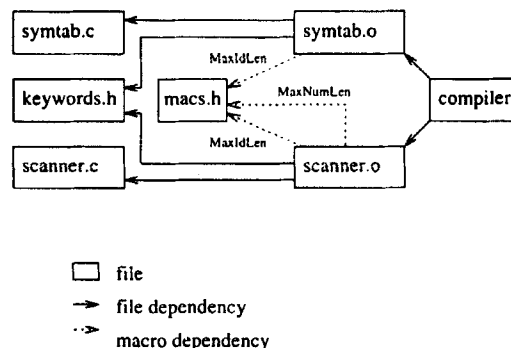 symtab.c
symtab.o
MaxIdLen
MaxNumLen
keywords.h
macs.h
compiler
MaxIdLen
scanner.c
scanner.o
file
file dependency
macro dependency